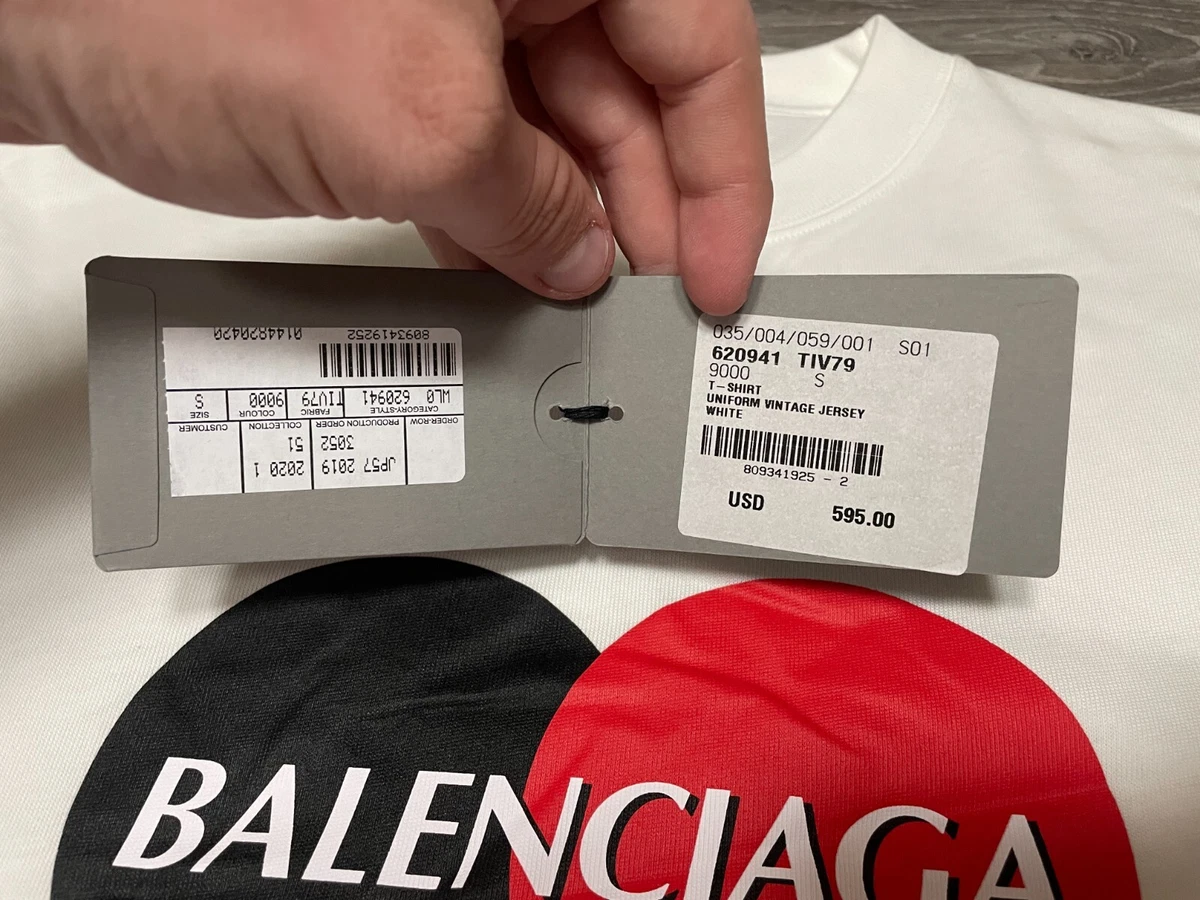 8093419252 0144820420
CATEGORY-STYLE FABRIC COLOUR SIZE
WL0 620941 TIV79 9000 S
ORDER-ROW PRODUCTION ORDER COLLECTION CUSTOMER
JP57 2019 2020 1
3052 51
035/004/059/001 S01
620941 TIV79
9000 S
T-SHIRT
UNIFORM VINTAGE JERSEY
WHITE
809341925 - 2
USD 595.00
BALENCIAGA